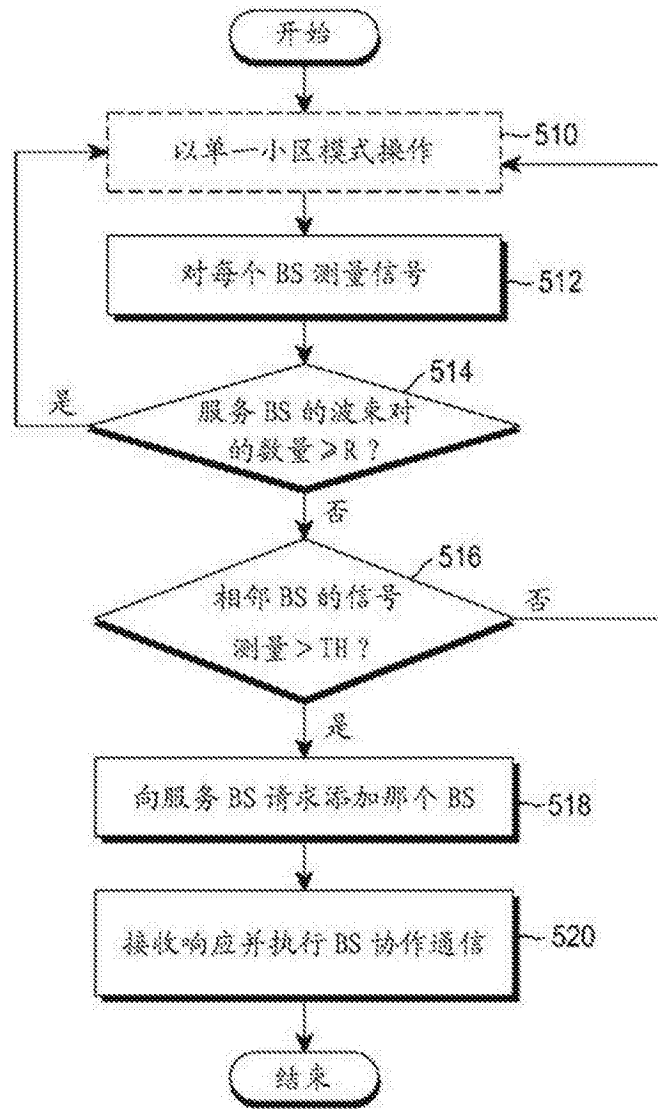 开始
以单一小区模式操作
510
对每个 BS 测量信号
512
514
是
服务 BS 的波束对
的数量≥R？
否
516
相邻 BS 的信号
测量＞TH？
否
是
向服务 BS 请求添加那个 BS
518
接收响应并执行 BS 协作通信
520
结束